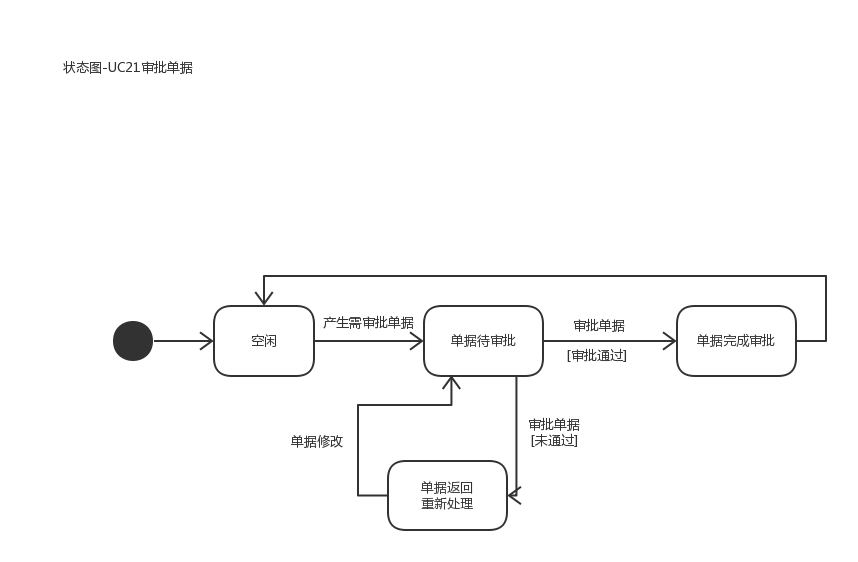 状态图-UC21审批单据
产生需审批单据
审批单据
空闲
单据待审批
单据完成审批
[审批通过]
审批单据
[未通过]
单据修改
单据返回
重新处理